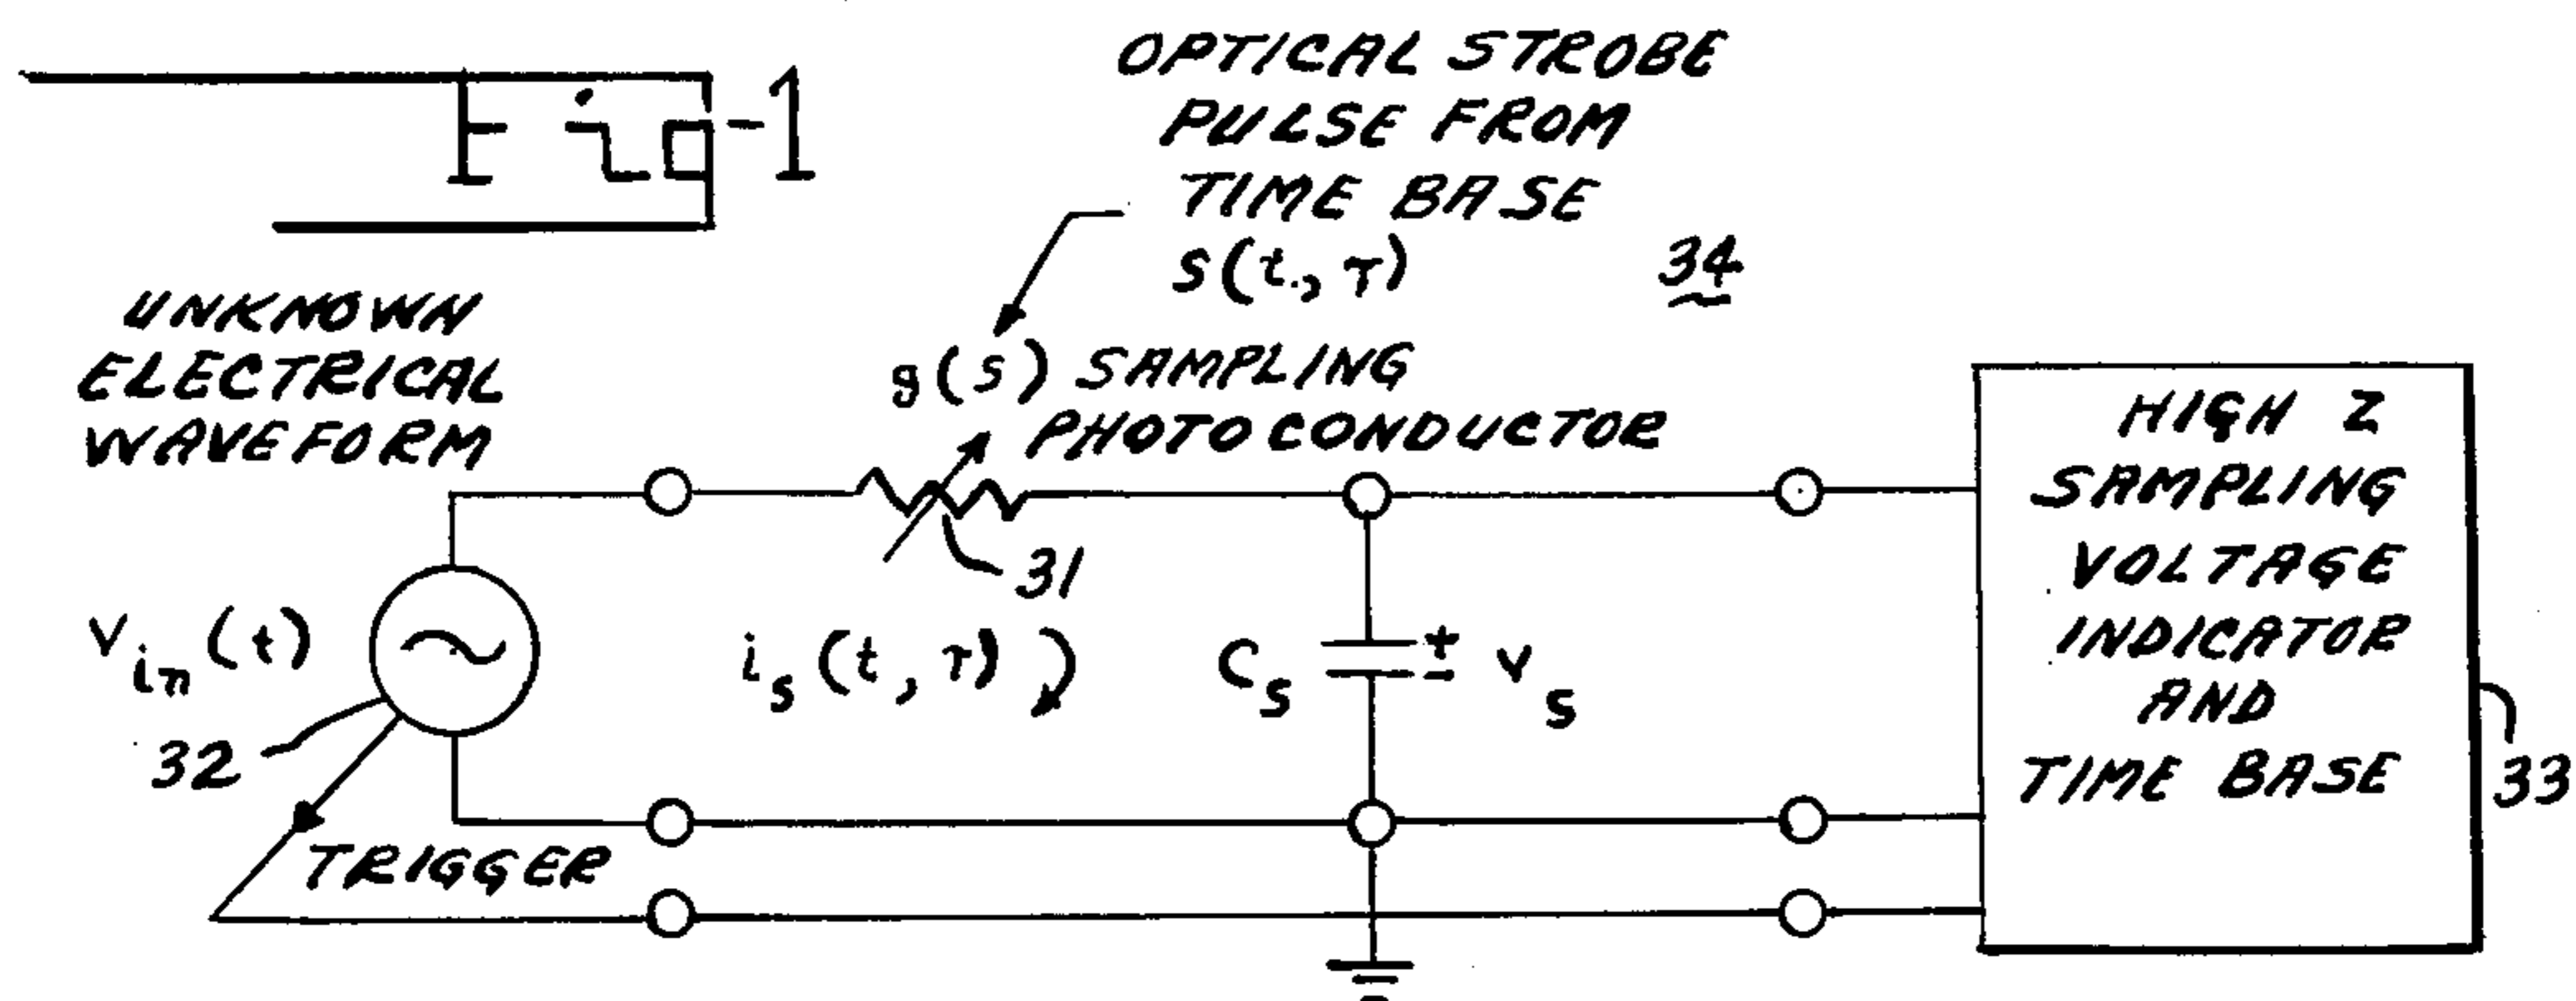 Fig-1
OPTICAL STROBE
PULSE FROM
TIME BASE
S(t, τ)
34
UNKNOWN
ELECTRICAL
WAVEFORM
g(s) SAMPLING
PHOTOCONDUCTOR
31
HIGH Z
SAMPLING
VOLTAGE
INDICATOR
AND
TIME BASE
33
v_in (t)
32
i_s (t, τ)
C_s
+
-
v_s
TRIGGER